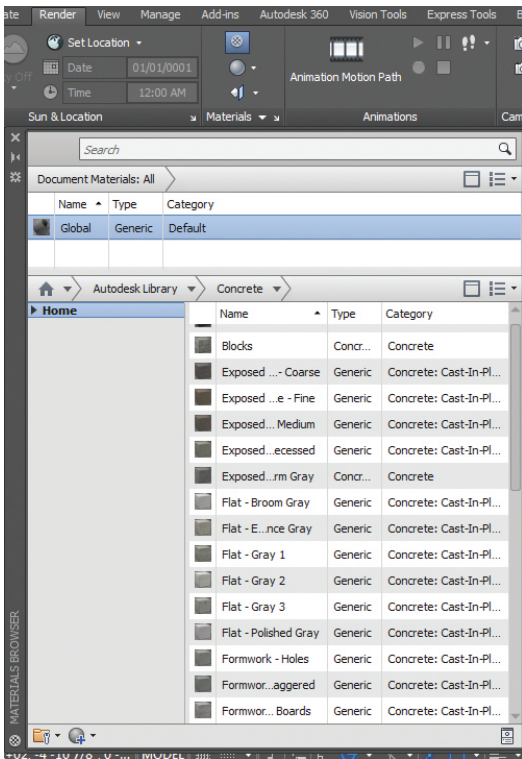 ate Render View Manage Add-ins Autodesk 360 Vision Tools Express Tools
Set Location
ky Off Date 01/01/0001 Animation Motion Path
Time 12:00 AM
Sun & Location Materials Animations Cam
Search
Document Materials: All
Name Type Category
Global Generic Default
Autodesk Library Concrete
Home
Name Type Category
Blocks Concr... Concrete
Exposed ...- Coarse Generic Concrete: Cast-In-Pl...
Exposed ...e - Fine Generic Concrete: Cast-In-Pl...
Exposed... Medium Generic Concrete: Cast-In-Pl...
Exposed...ecessed Generic Concrete: Cast-In-Pl...
Exposed...rm Gray Concr... Concrete
Flat - Broom Gray Generic Concrete: Cast-In-Pl...
Flat - E...nce Gray Generic Concrete: Cast-In-Pl...
Flat - Gray 1 Generic Concrete: Cast-In-Pl...
Flat - Gray 2 Generic Concrete: Cast-In-Pl...
Flat - Gray 3 Generic Concrete: Cast-In-Pl...
Flat - Polished Gray Generic Concrete: Cast-In-Pl...
Formwork - Holes Generic Concrete: Cast-In-Pl...
Formwor...aggered Generic Concrete: Cast-In-Pl...
Formwor... Boards Generic Concrete: Cast-In-Pl...
MATERIALS BROWSER
MODEL